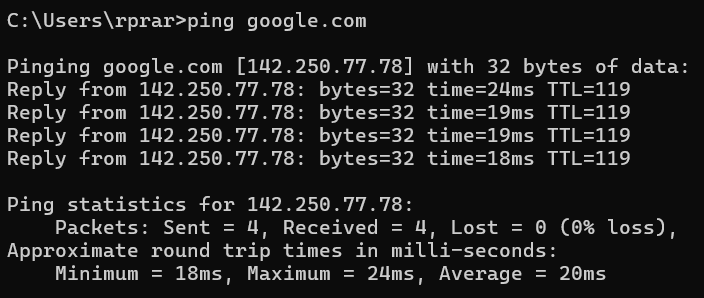 C:\Users\rprar>ping google.com
Pinging google.com [142.250.77.78] with 32 bytes of data:
Reply from 142.250.77.78: bytes=32 time=24ms TTL=119
Reply from 142.250.77.78: bytes=32 time=19ms TTL=119
Reply from 142.250.77.78: bytes=32 time=19ms TTL=119
Reply from 142.250.77.78: bytes=32 time=18ms TTL=119
Ping statistics for 142.250.77.78:
    Packets: Sent = 4, Received = 4, Lost = 0 (0% loss),
Approximate round trip times in milli-seconds:
    Minimum = 18ms, Maximum = 24ms, Average = 20ms